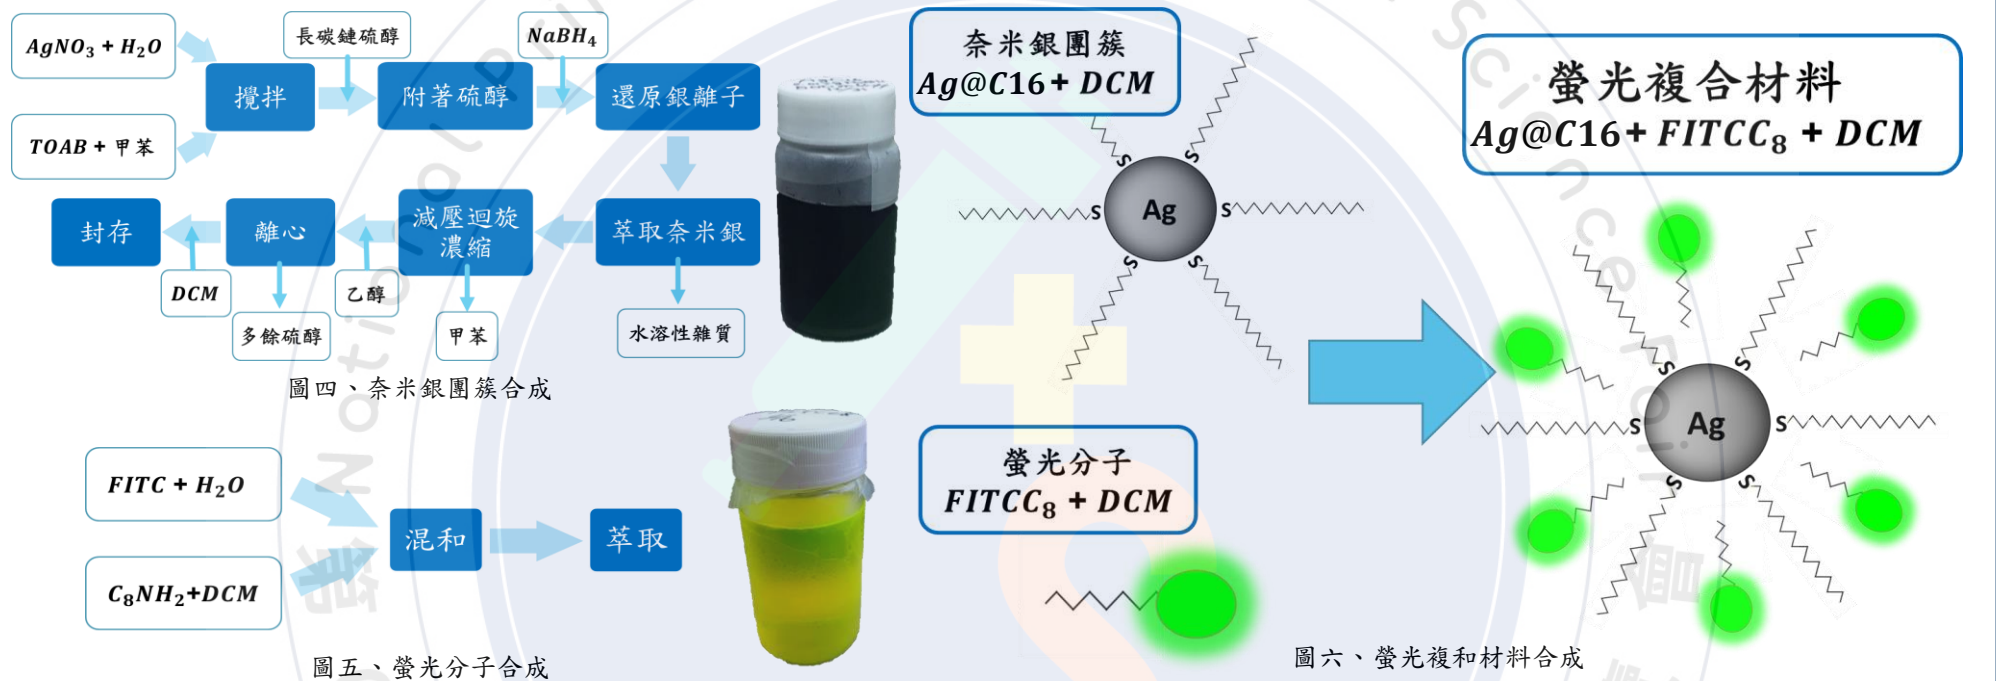 AgNO₃ + H₂O
TOAB + 甲苯
攪拌
長碳鏈硫醇
附著硫醇
NaBH₄
還原銀離子
萃取奈米銀
水溶性雜質
減壓迴旋
濃縮
甲苯
乙醇
離心
多餘硫醇
DCM
封存
圖四、奈米銀團簇合成
FITC + H₂O
C₈NH₂+DCM
混和
萃取
圖五、螢光分子合成
奈米銀團簇
Ag@C16 + DCM
S
S
S
Ag
S
S
S
螢光分子
FITCC₈ + DCM
螢光複合材料
Ag@C16 + FITCC₈ + DCM
S
S
S
Ag
S
S
S
圖六、螢光複和材料合成
National
Science Fair